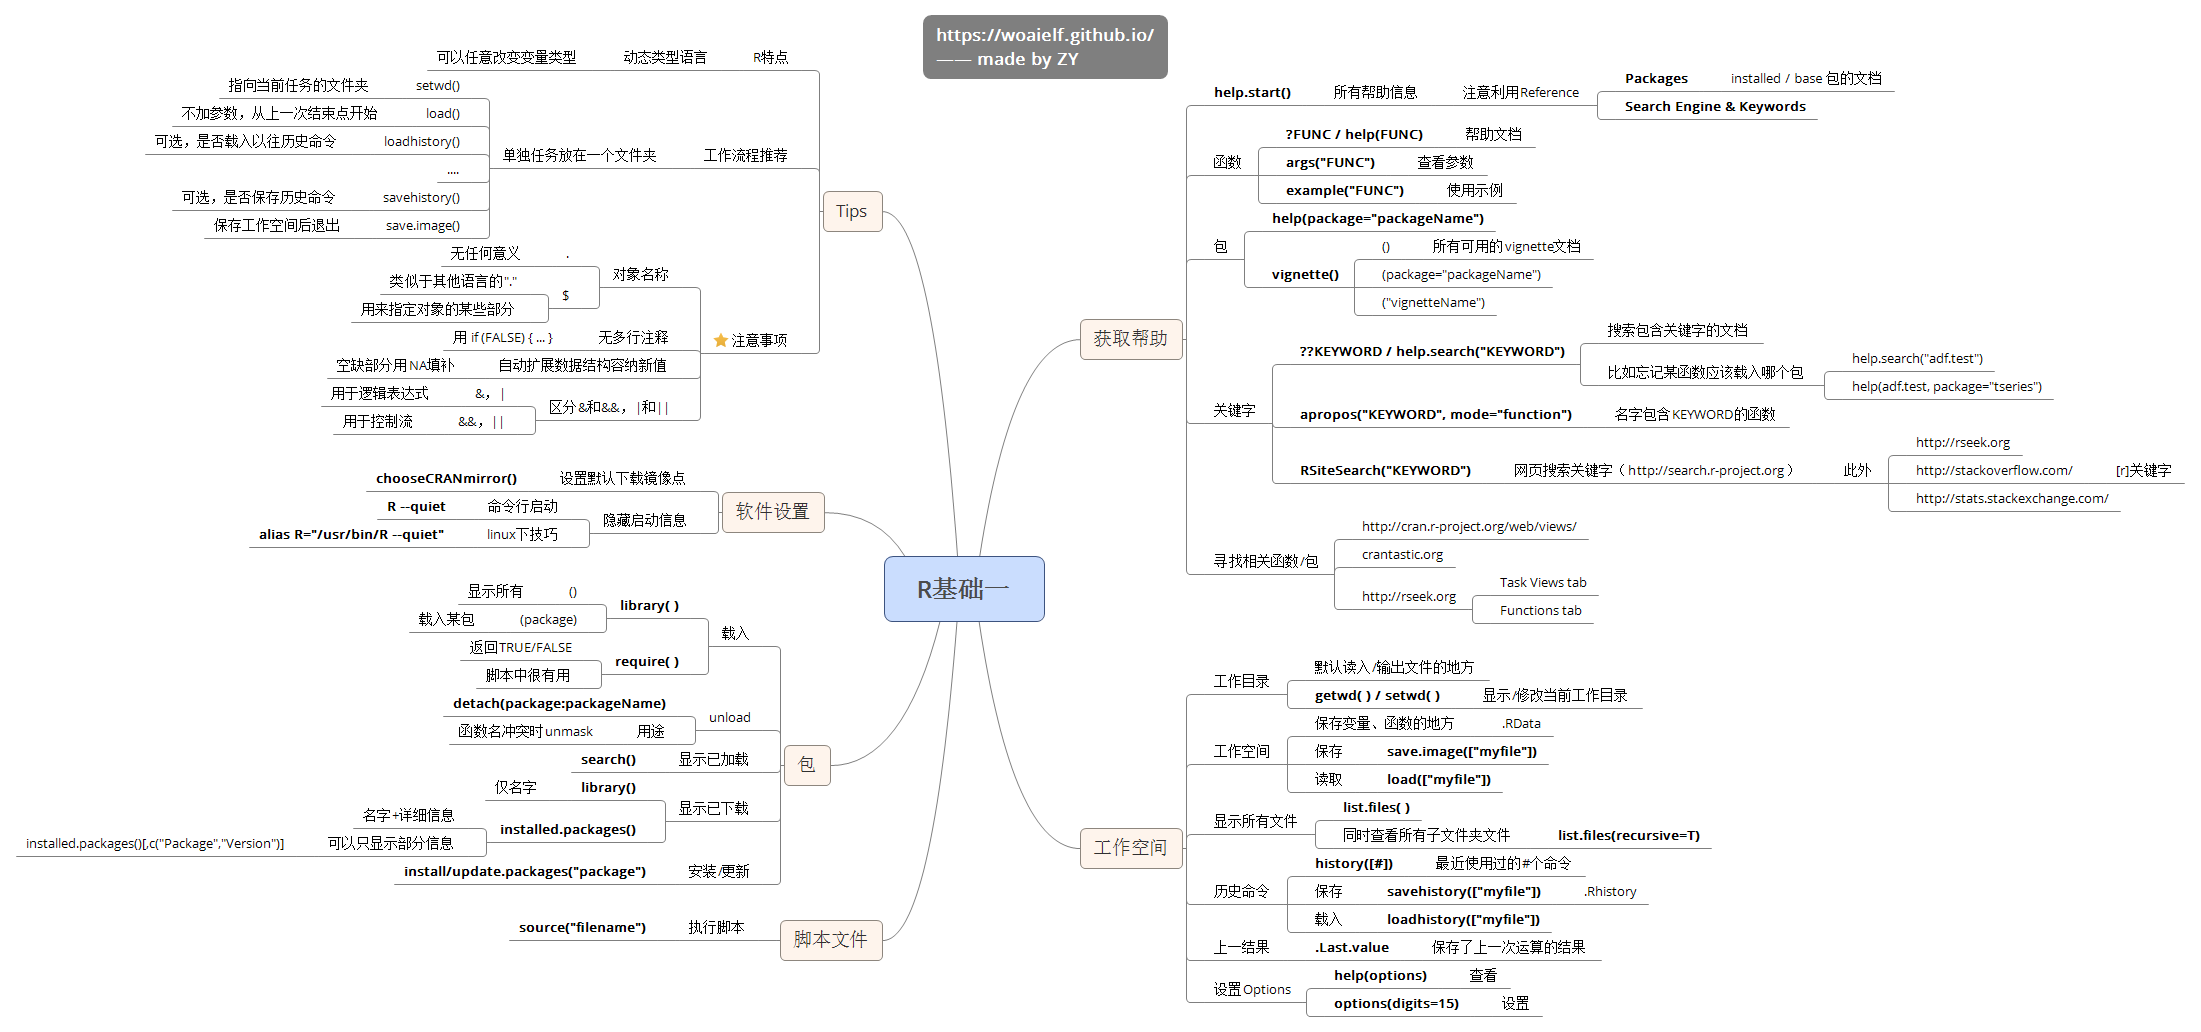 https://woaielf.github.io/
—— made by ZY
R基础一
Tips
R特点
动态类型语言
可以任意改变变量类型
工作流程推荐
单独任务放在一个文件夹
setwd()
指向当前任务的文件夹
load()
不加参数，从上一次结束点开始
loadhistory()
可选，是否载入以往历史命令
....
savehistory()
可选，是否保存历史命令
save.image()
保存工作空间后退出
注意事项
对象名称
.
无任何意义
$
类似于其他语言的"."
用来指定对象的某些部分
无多行注释
用 if (FALSE) { ... }
自动扩展数据结构容纳新值
空缺部分用NA填补
区分&和&&，|和||
&，|
用于逻辑表达式
&&，||
用于控制流
软件设置
设置默认下载镜像点
chooseCRANmirror()
隐藏启动信息
命令行启动
R --quiet
linux下技巧
alias R="/usr/bin/R --quiet"
包
载入
library( )
()
显示所有
(package)
载入某包
require( )
返回TRUE/FALSE
脚本中很有用
unload
detach(package:packageName)
用途
函数名冲突时unmask
显示已加载
search()
显示已下载
library()
仅名字
installed.packages()
名字+详细信息
可以只显示部分信息
installed.packages()[,c("Package","Version")]
安装/更新
install/update.packages("package")
脚本文件
执行脚本
source("filename")
获取帮助
help.start()
所有帮助信息
注意利用Reference
Packages
installed / base 包的文档
Search Engine & Keywords
函数
?FUNC / help(FUNC)
帮助文档
args("FUNC")
查看参数
example("FUNC")
使用示例
包
help(package="packageName")
vignette()
()
所有可用的vignette文档
(package="packageName")
("vignetteName")
关键字
??KEYWORD / help.search("KEYWORD")
搜索包含关键字的文档
比如忘记某函数应该载入哪个包
help.search("adf.test")
help(adf.test, package="tseries")
apropos("KEYWORD", mode="function")
名字包含KEYWORD的函数
RSiteSearch("KEYWORD")
网页搜索关键字（http://search.r-project.org）
此外
http://rseek.org
http://stackoverflow.com/
[r]关键字
http://stats.stackexchange.com/
寻找相关函数/包
http://cran.r-project.org/web/views/
crantastic.org
http://rseek.org
Task Views tab
Functions tab
工作空间
工作目录
默认读入/输出文件的地方
getwd( ) / setwd( )
显示/修改当前工作目录
工作空间
保存变量、函数的地方
.RData
保存
save.image(["myfile"])
读取
load(["myfile"])
显示所有文件
list.files( )
同时查看所有子文件夹文件
list.files(recursive=T)
历史命令
history([#])
最近使用过的#个命令
保存
savehistory(["myfile"])
.Rhistory
载入
loadhistory(["myfile"])
上一结果
.Last.value
保存了上一次运算的结果
设置Options
help(options)
查看
options(digits=15)
设置